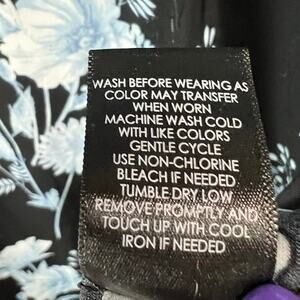 WASH BEFORE WEARING AS
COLOR MAY TRANSFER
WHEN WORN
MACHINE WASH COLD
WITH LIKE COLORS
GENTLE CYCLE
USE NON-CHLORINE
BLEACH IF NEEDED
TUMBLE DRY LOW
REMOVE PROMPTLY AND
TOUCH UP WITH COOL
IRON IF NEEDED